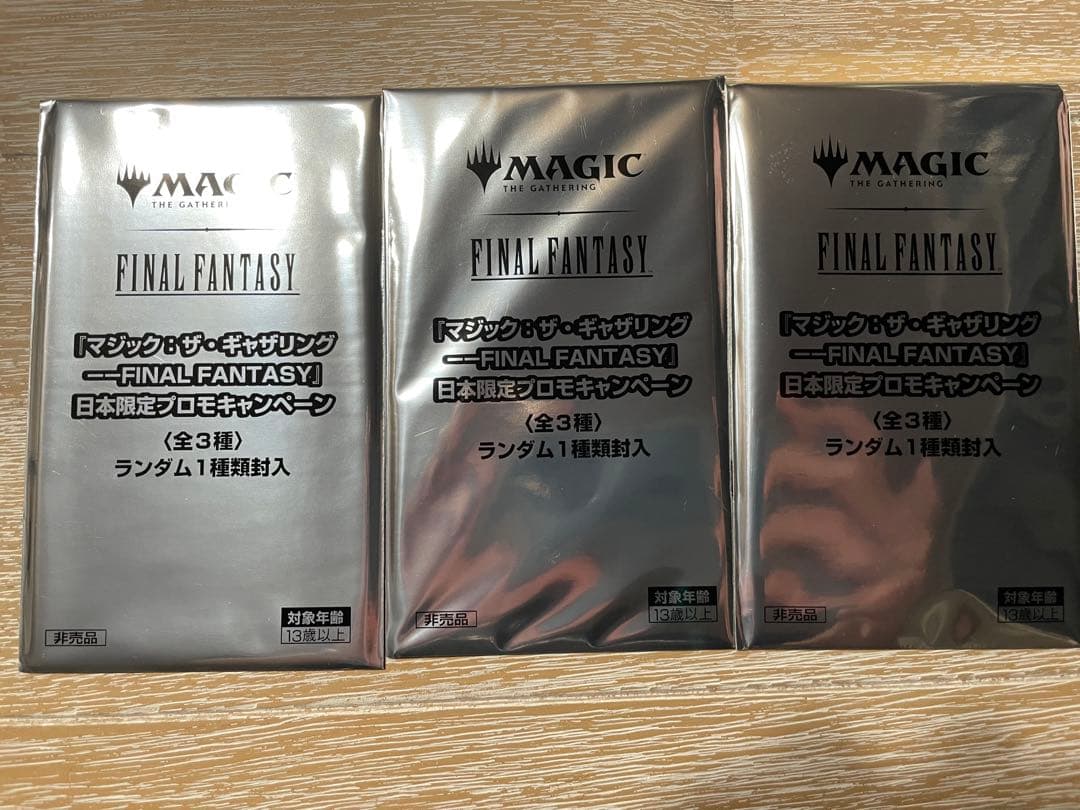 MAGIC
THE GATHERING
FINAL FANTASY
『マジック：ザ・ギャザリング
——FINAL FANTASY』
日本限定プロモキャンペーン
〈全3種〉
ランダム1種類封入
非売品
対象年齢
13歳以上
MAGIC
THE GATHERING
FINAL FANTASY
『マジック：ザ・ギャザリング
——FINAL FANTASY』
日本限定プロモキャンペーン
〈全3種〉
ランダム1種類封入
非売品
対象年齢
13歳以上
MAGIC
THE GATHERING
FINAL FANTASY
『マジック：ザ・ギャザリング
——FINAL FANTASY』
日本限定プロモキャンペーン
〈全3種〉
ランダム1種類封入
非売品
対象年齢
13歳以上